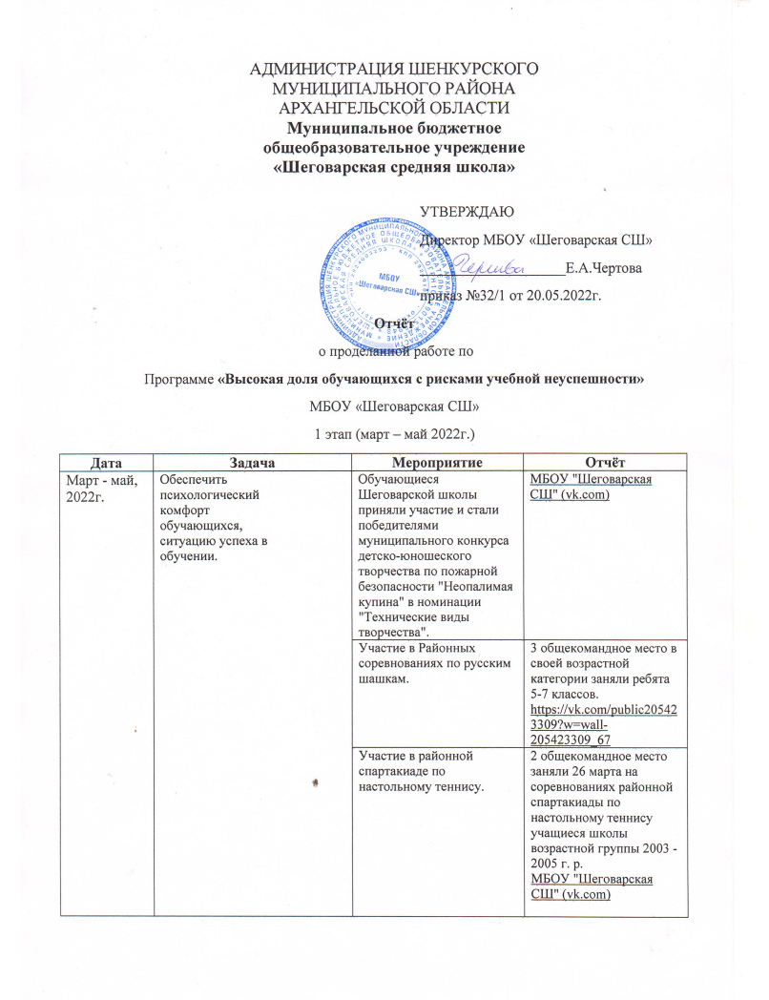 АДМИНИСТРАЦИЯ ШЕНКУРСКОГО
МУНИЦИПАЛЬНОГО РАЙОНА
АРХАНГЕЛЬСКОЙ ОБЛАСТИ
Муниципальное бюджетное
общеобразовательное учреждение
«Шеговарская средняя школа»
УТВЕРЖДАЮ
Директор МБОУ «Шеговарская СШ»
Е.А.Чертова
приказ №32/1 от 20.05.2022г.
МБОУ
«Шеговарская СШ»
Отчёт
о проделанной работе по
Программе «Высокая доля обучающихся с рисками учебной неуспешности»
МБОУ «Шеговарская СШ»
1 этап (март – май 2022г.)
Дата Задача Мероприятие Отчёт
Март - май,
2022г.
Обеспечить
психологический
комфорт
обучающихся,
ситуацию успеха в
обучении.
Обучающиеся
Шеговарской школы
приняли участие и стали
победителями
муниципального конкурса
детско-юношеского
творчества по пожарной
безопасности "Неопалимая
купина" в номинации
"Технические виды
творчества".
МБОУ "Шеговарская
СШ" (vk.com)
Участие в Районных
соревнованиях по русским
шашкам.
3 общекомандное место в
своей возрастной
категории заняли ребята
5-7 классов.
https://vk.com/public20542
3309?w=wall-
205423309_67
Участие в районной
спартакиаде по
настольному теннису.
2 общекомандное место
заняли 26 марта на
соревнованиях районной
спартакиады по
настольному теннису
учащиеся школы
возрастной группы 2003 -
2005 г. р.
МБОУ "Шеговарская
СШ" (vk.com)